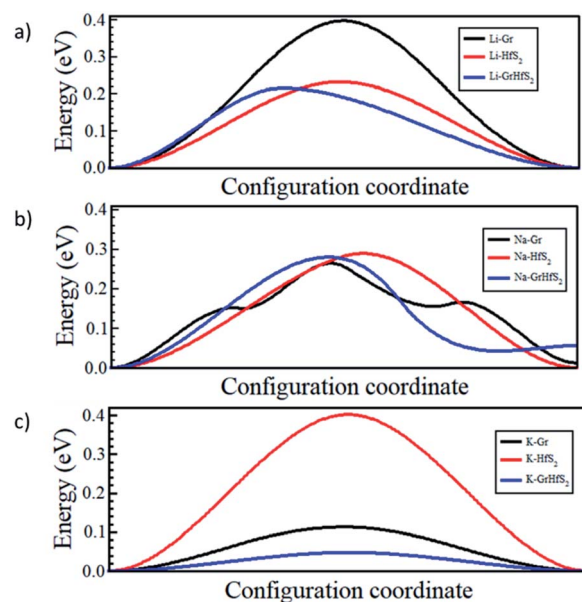 a)
Energy (eV)
0.4
0.3
0.2
0.1
0.0
Li-Gr
Li-HfS₂
Li-GrHfS₂
Configuration coordinate
b)
Energy (eV)
0.4
0.3
0.2
0.1
0.0
Na-Gr
Na-HfS₂
Na-GrHfS₂
Configuration coordinate
c)
Energy (eV)
0.4
0.3
0.2
0.1
0.0
K-Gr
K-HfS₂
K-GrHfS₂
Configuration coordinate